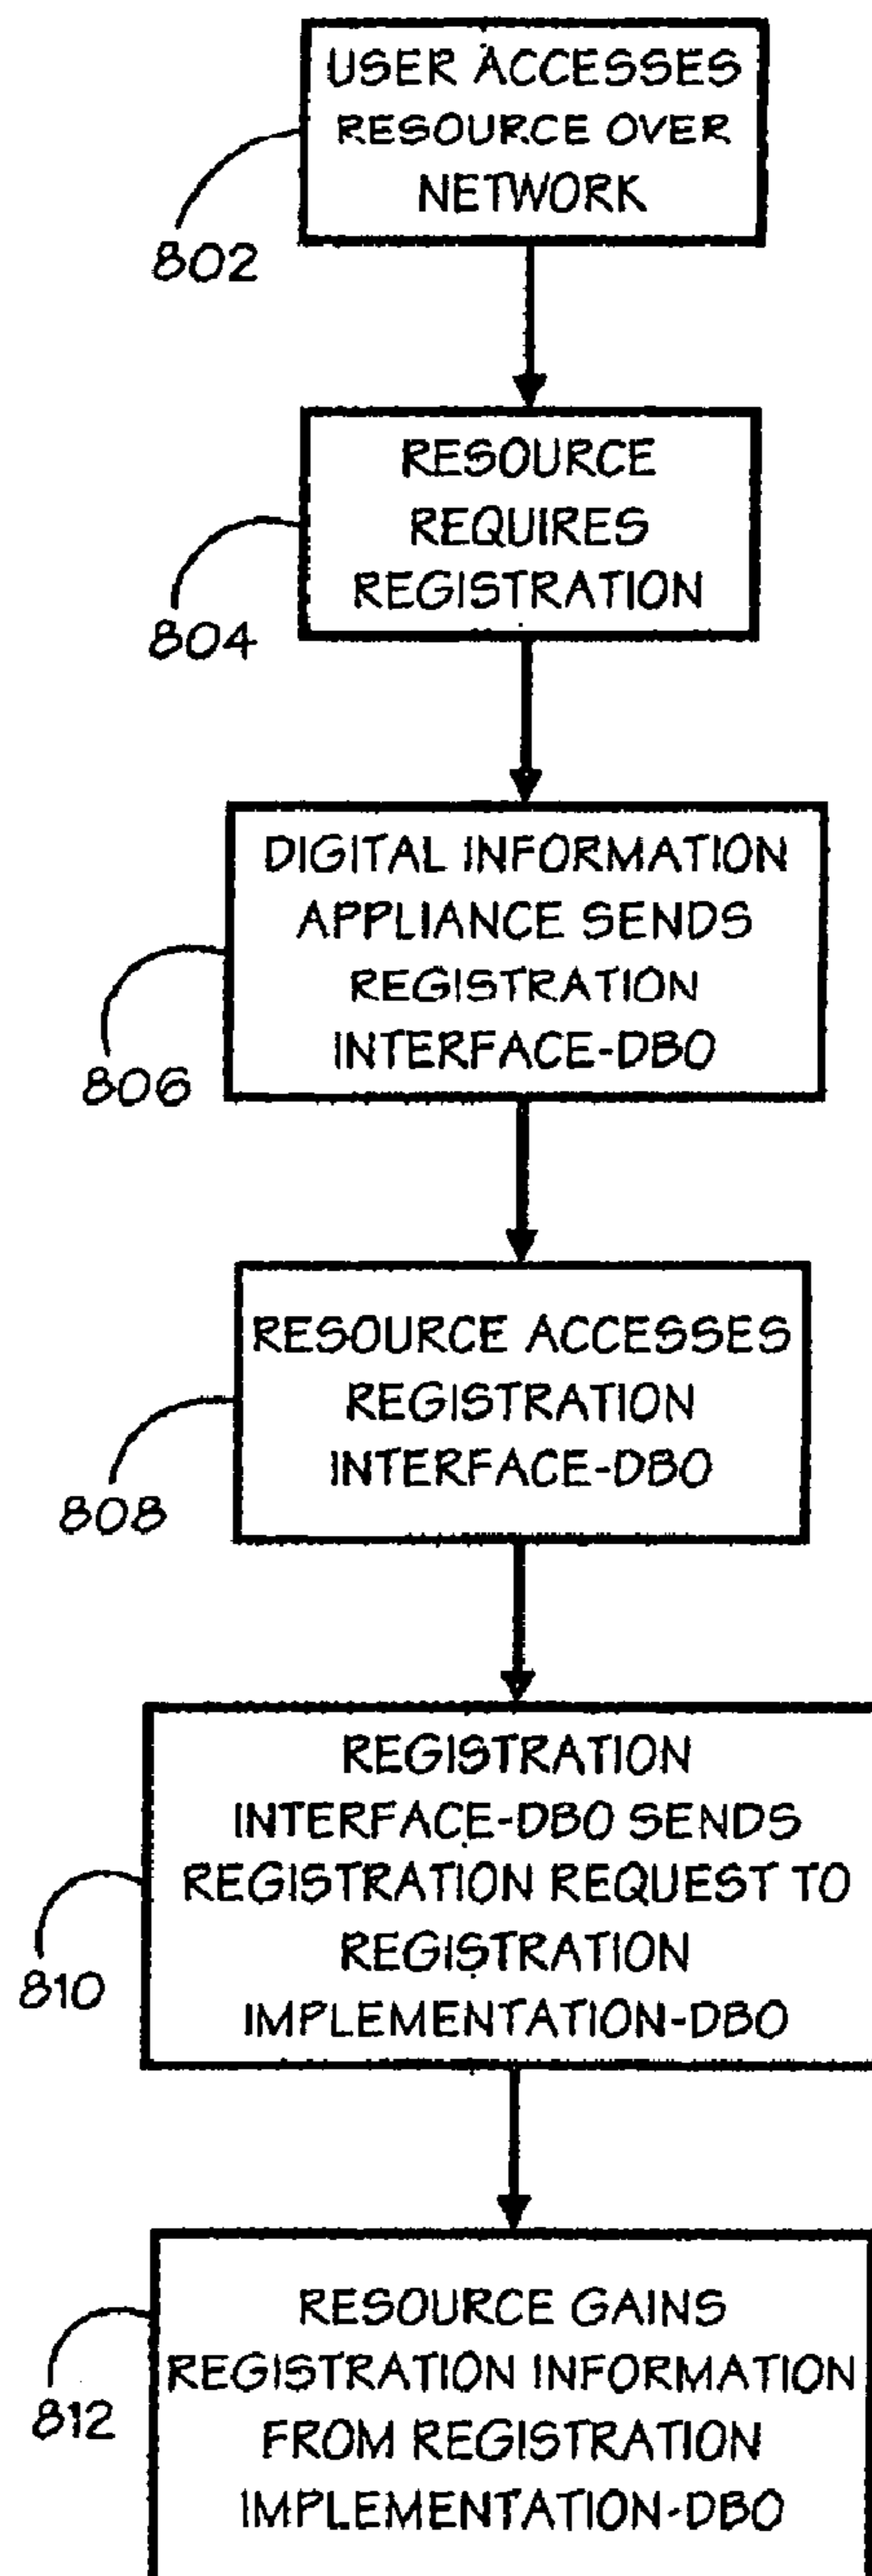 USER ACCESSES
RESOURCE OVER
NETWORK
802
RESOURCE
REQUIRES
REGISTRATION
804
DIGITAL INFORMATION
APPLIANCE SENDS
REGISTRATION
INTERFACE-DBO
806
RESOURCE ACCESSES
REGISTRATION
INTERFACE-DBO
808
REGISTRATION
INTERFACE-DBO SENDS
REGISTRATION REQUEST TO
REGISTRATION
IMPLEMENTATION-DBO
810
RESOURCE GAINS
REGISTRATION INFORMATION
FROM REGISTRATION
IMPLEMENTATION-DBO
812